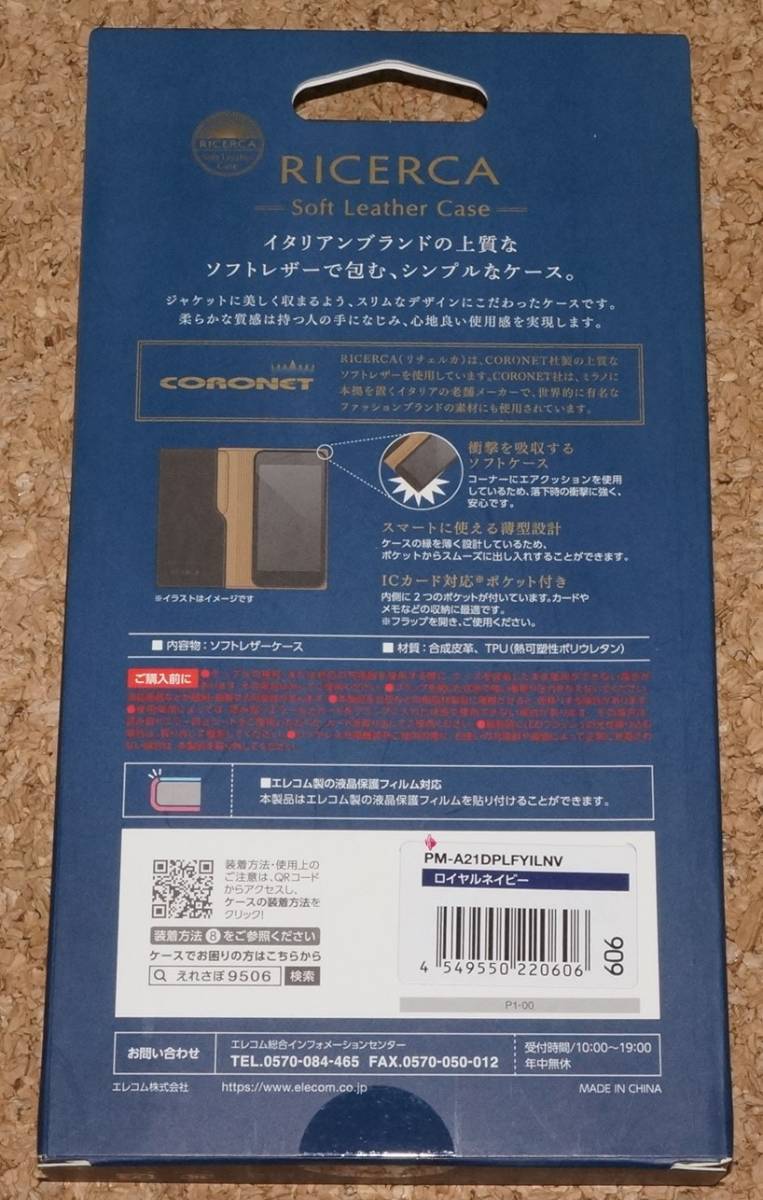 RICERCA
Soft Leather
Case
RICERCA
Soft Leather Case
イタリアンブランドの上質な
ソフトレザーで包む、シンプルなケース。
ジャケットに美しく収まるよう、スリムなデザインにこだわったケースです。
柔らかな質感は持つ人の手になじみ、心地良い使用感を実現します。
CORONET
RICERCA(リチェルカ)は、CORONET社製の上質な
ソフトレザーを使用しています。CORONET社は、ミラノに
本拠を置くイタリアの老舗メーカーで、世界的に有名な
ファッションブランドの素材にも使用されています。
衝撃を吸収する
ソフトケース
コーナーにエアクッションを使用
しているため、落下時の衝撃に強く、
安心です。
スマートに使える薄型設計
ケースの縁を薄く設計しているため、
ポケットからスムーズに出し入れすることができます。
ICカード対応※ポケット付き
内側に2つのポケットが付いています。カードや
メモなどの収納に最適です。
※フラップを開き、ご使用ください。
※イラストはイメージです
■内容物:ソフトレザーケース
■材質:合成皮革、TPU(熱可塑性ポリウレタン)
ご購入前に
■エレコム製の液晶保護フィルム対応
本製品はエレコム製の液晶保護フィルムを貼り付けることができます。
装着方法・使用上の
ご注意は、QRコード
からアクセスし、
ケースの装着方法を
クリック!
装着方法⑧をご参照ください
ケースでお困りの方はこちらから
えれさぽ9506 検索
PM-A21DPLFYILNV
ロイヤルネイビー
4 549550 220606
606
P1-00
お問い合わせ
エレコム総合インフォメーションセンター
TEL.0570-084-465 FAX.0570-050-012
受付時間/10:00～19:00
年中無休
エレコム株式会社
https://www.elecom.co.jp
MADE IN CHINA